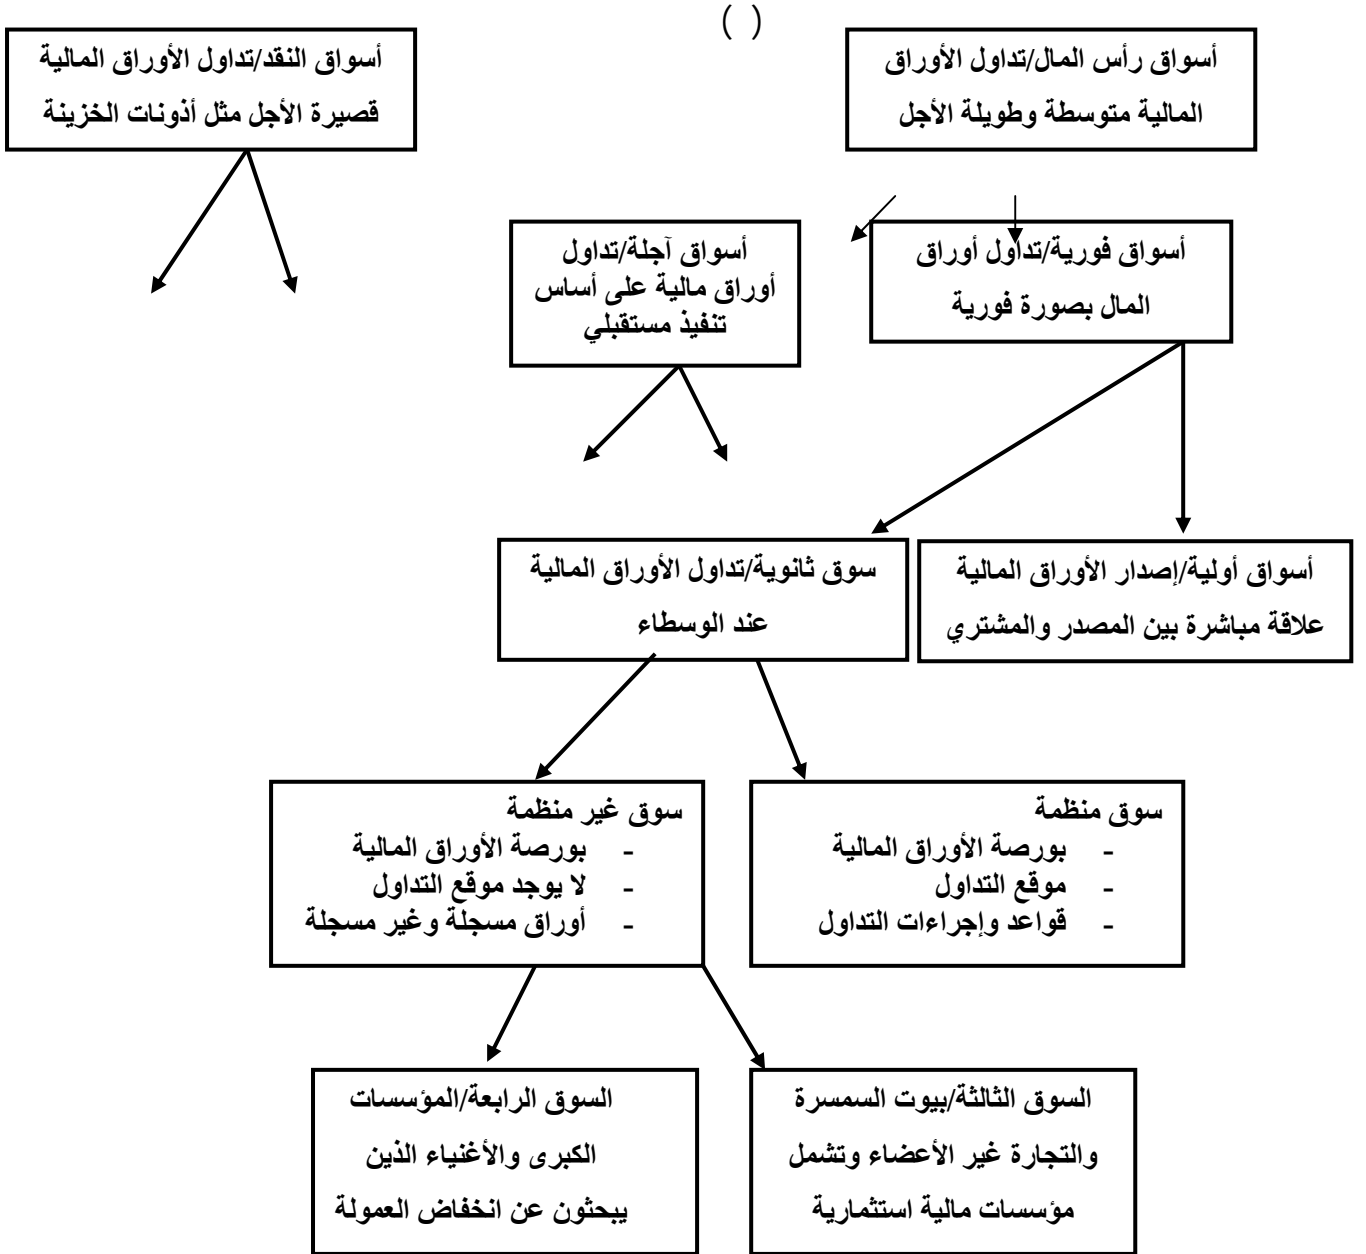 ( )
أسواق رأس المال/تداول الأوراق
المالية متوسطة وطويلة الأجل
أسواق النقد/تداول الأوراق المالية
قصيرة الأجل مثل أذونات الخزينة
أسواق فورية/تداول أوراق
المال بصورة فورية
أسواق آجلة/تداول
أوراق مالية على أساس
تنفيذ مستقبلي
أسواق أولية/إصدار الأوراق المالية
علاقة مباشرة بين المصدر والمشتري
سوق ثانوية/تداول الأوراق المالية
عند الوسطاء
سوق منظمة
- بورصة الأوراق المالية
- موقع التداول
- قواعد وإجراءات التداول
سوق غير منظمة
- بورصة الأوراق المالية
- لا يوجد موقع التداول
- أوراق مسجلة وغير مسجلة
السوق الثالثة/بيوت السمسرة
والتجارة غير الأعضاء وتشمل
مؤسسات مالية استثمارية
السوق الرابعة/المؤسسات
الكبرى والأغنياء الذين
يبحثون عن انخفاض العمولة